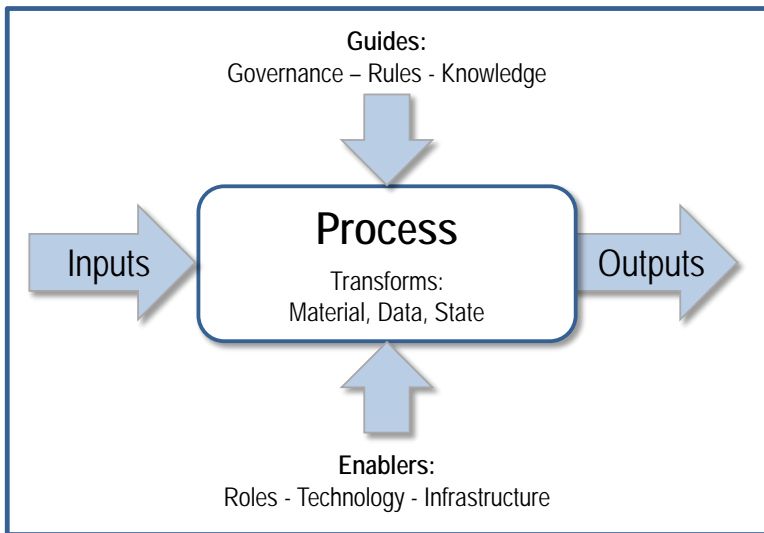 Guides:
Governance – Rules - Knowledge
Inputs
Process
Transforms:
Material, Data, State
Outputs
Enablers:
Roles - Technology - Infrastructure